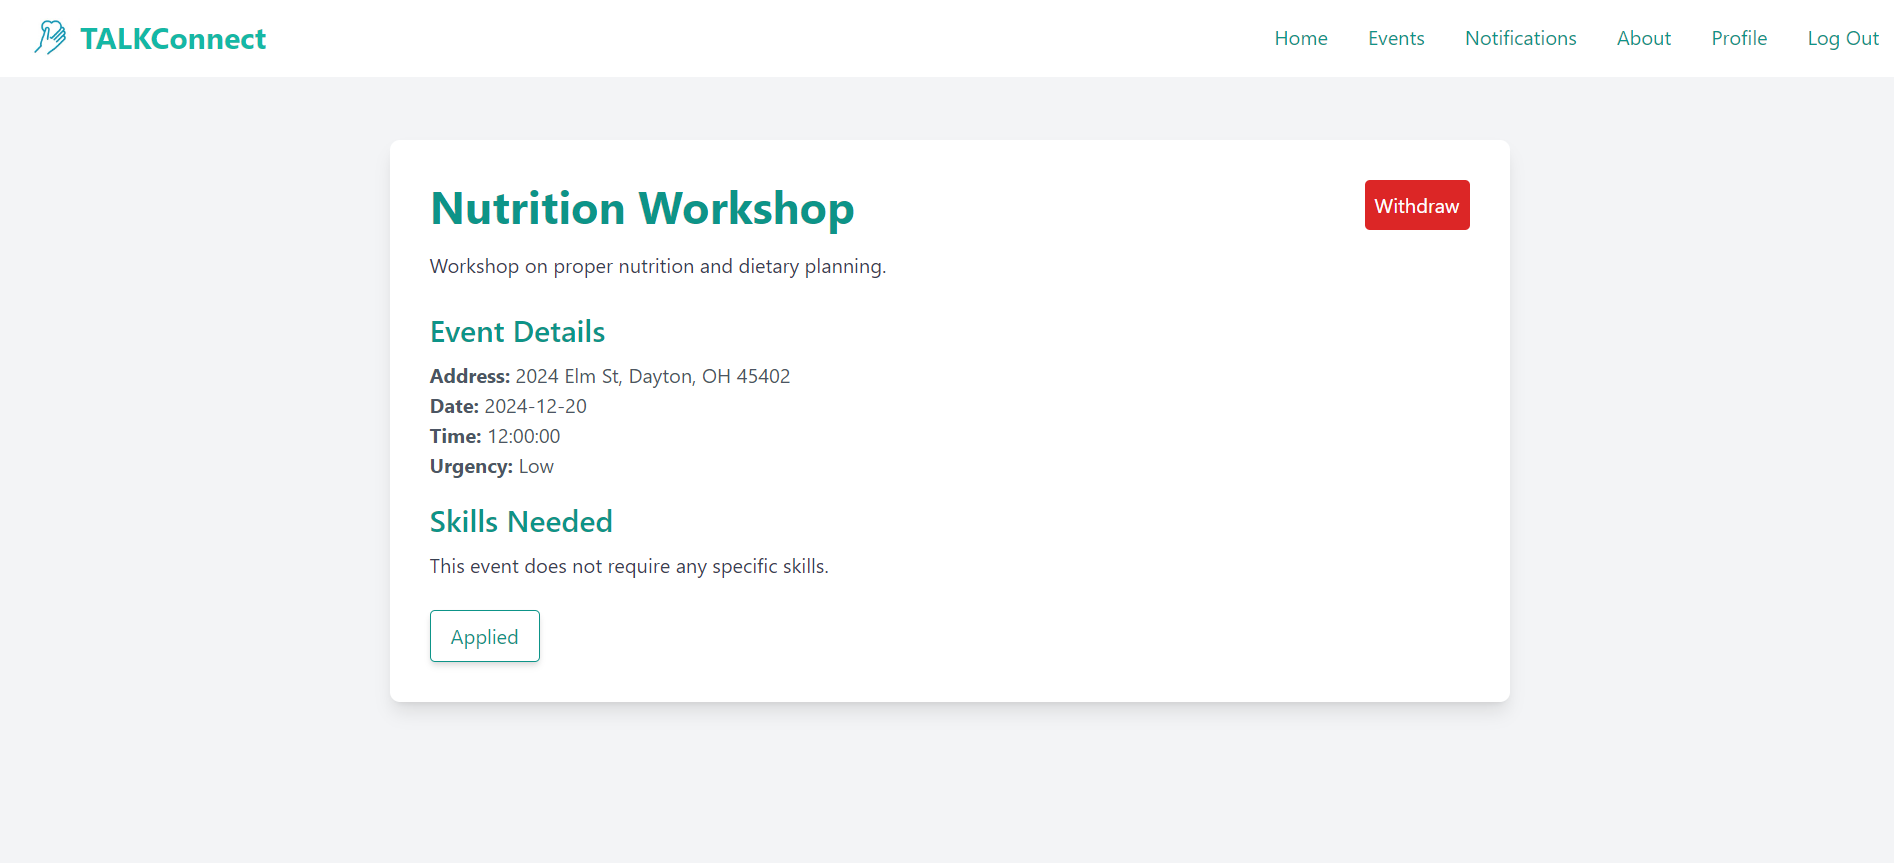 TALKConnect
Home Events Notifications About Profile Log Out
Nutrition Workshop
Withdraw
Workshop on proper nutrition and dietary planning.
Event Details
Address: 2024 Elm St, Dayton, OH 45402
Date: 2024-12-20
Time: 12:00:00
Urgency: Low
Skills Needed
This event does not require any specific skills.
Applied